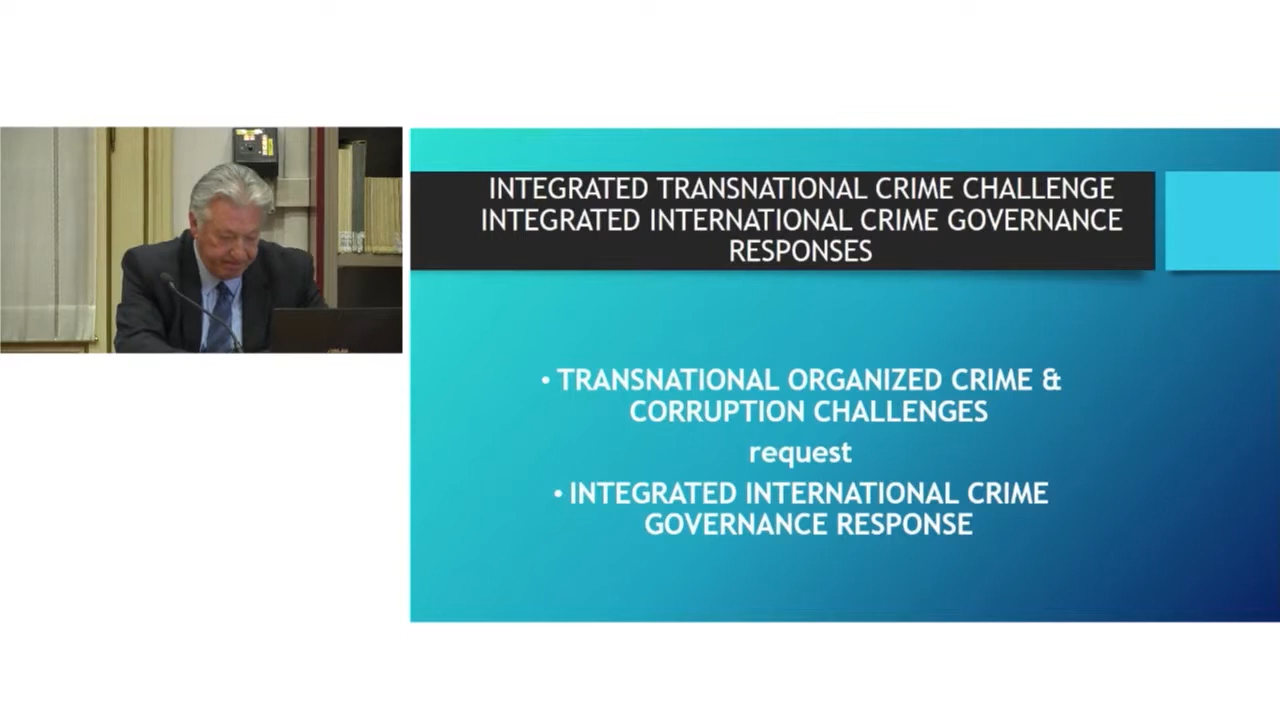 INTEGRATED TRANSNATIONAL CRIME CHALLENGE
INTEGRATED INTERNATIONAL CRIME GOVERNANCE
RESPONSES
• TRANSNATIONAL ORGANIZED CRIME &
CORRUPTION CHALLENGES
request
• INTEGRATED INTERNATIONAL CRIME
GOVERNANCE RESPONSE